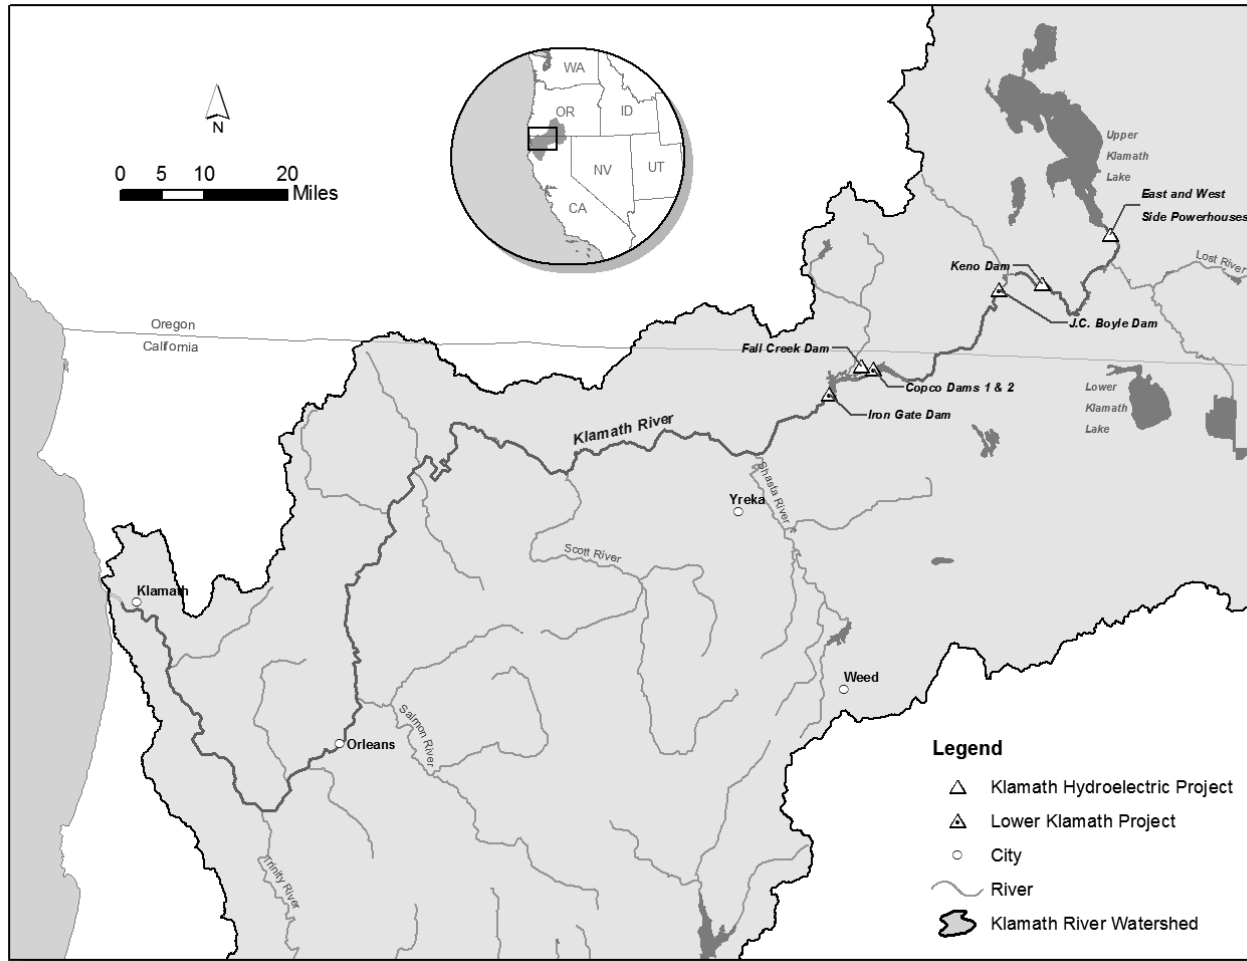 WA
OR
ID
NV
UT
CA
N
0 5 10 20
Miles
Upper
Klamath
Lake
East and West
Side Powerhouses
Lost River
Keno Dam
J.C. Boyle Dam
Oregon
California
Fall Creek Dam
Copco Dams 1 & 2
Iron Gate Dam
Lower
Klamath
Lake
Klamath River
Shasta River
Yreka
Scott River
Klamath
Weed
Salmon River
Orleans
Trinity River
Legend
Klamath Hydroelectric Project
Lower Klamath Project
City
River
Klamath River Watershed